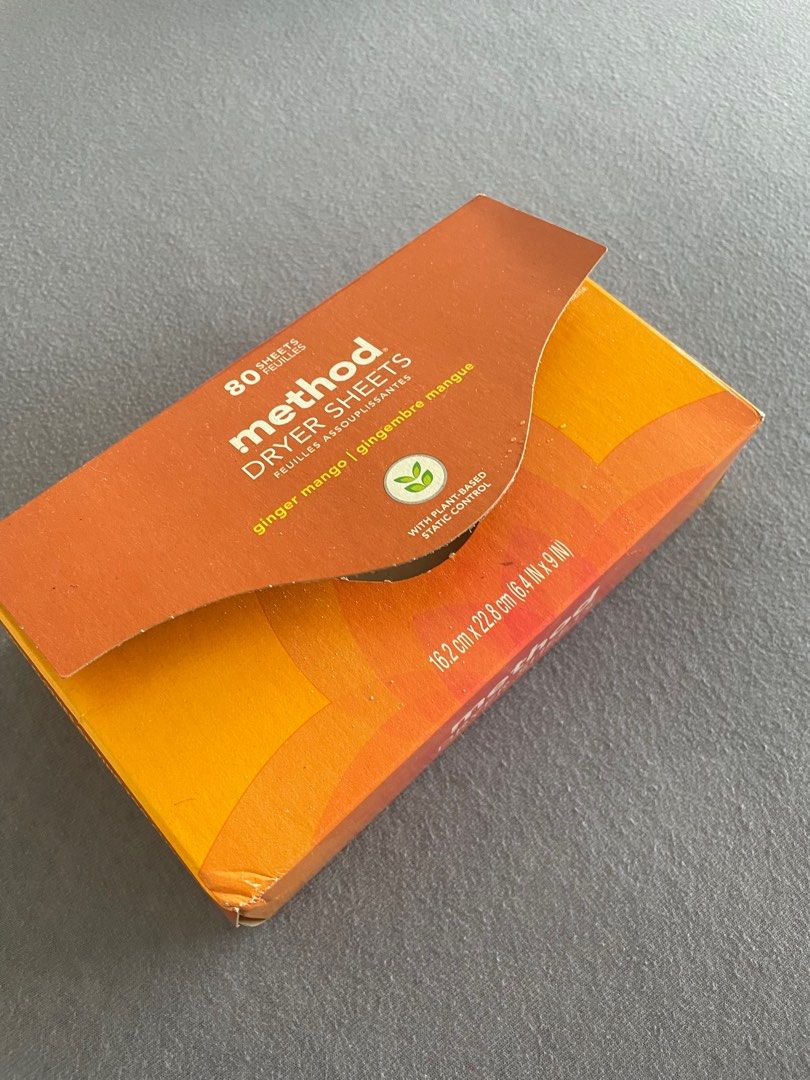 80 SHEETS
FEUILLES
method®
DRYER SHEETS
FEUILLES ASSOUPLISSANTES
ginger mango | gingembre mangue
WITH PLANT-BASED
STATIC CONTROL
16.2 cm x 22.8 cm (6.4 IN x 9 IN)
method